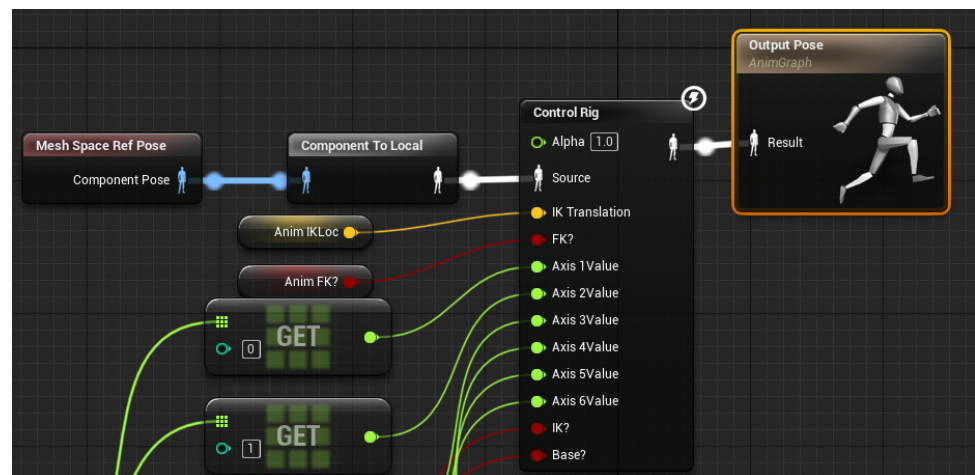 Output Pose
AnimGraph
Result
Control Rig
Alpha 1.0
Source
IK Translation
FK?
Axis 1Value
Axis 2Value
Axis 3Value
Axis 4Value
Axis 5Value
Axis 6Value
IK?
Base?
Mesh Space Ref Pose
Component Pose
Component To Local
Anim IKLoc
Anim FK?
GET
0
GET
1